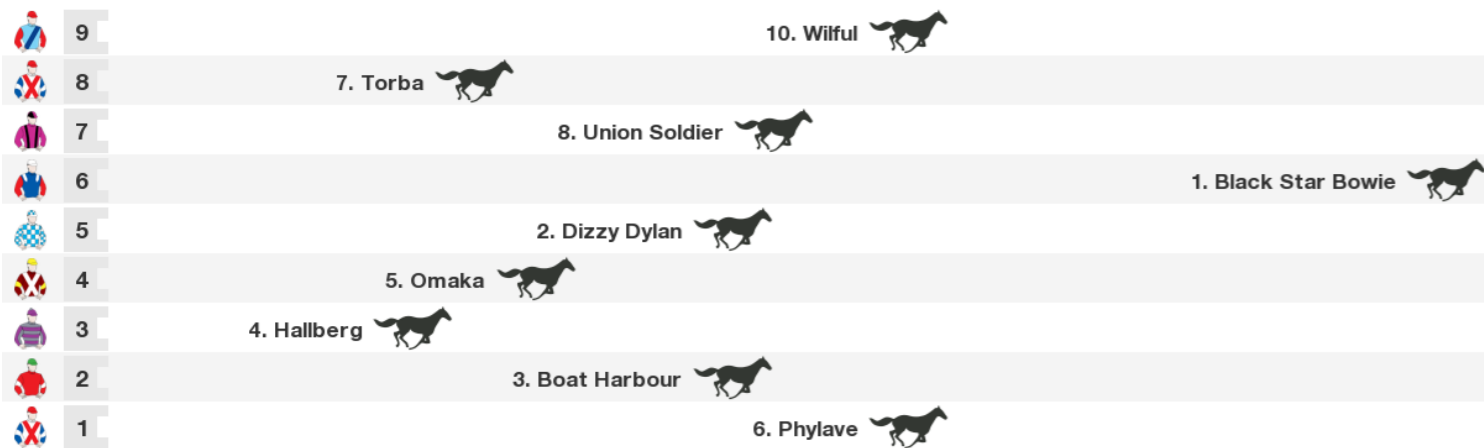 9 10. Wilful
8 7. Torba
7 8. Union Soldier
6 1. Black Star Bowie
5 2. Dizzy Dylan
4 5. Omaka
3 4. Hallberg
2 3. Boat Harbour
1 6. Phylave